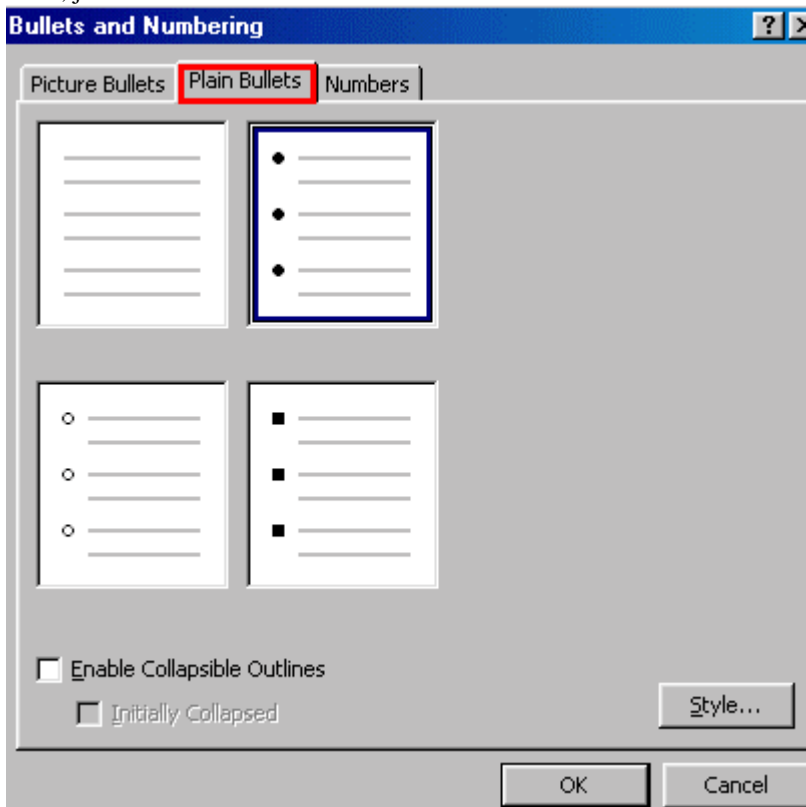 Bullets and Numbering
Picture Bullets Plain Bullets Numbers
Enable Collapsible Outlines
Initially Collapsed
Style...
OK Cancel